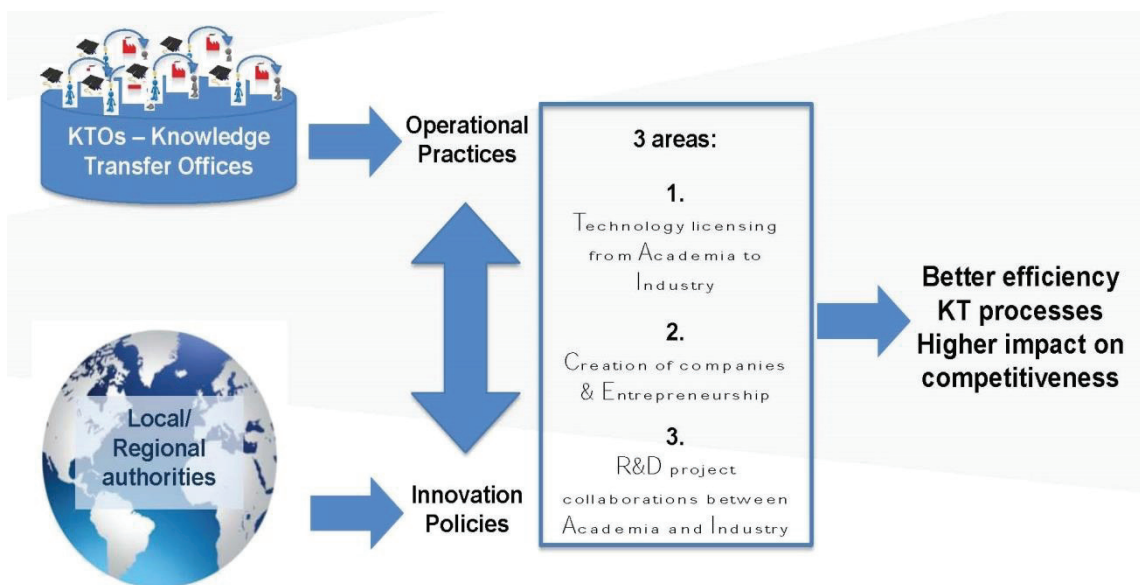 KTOs – Knowledge
Transfer Offices
Operational
Practices
3 areas:
1.
Technology licensing
from Academia to
Industry
2.
Creation of companies
& Entrepreneurship
3.
R&D project
collaborations between
Academia and Industry
Better efficiency
KT processes
Higher impact on
competitiveness
Local/
Regional
authorities
Innovation
Policies